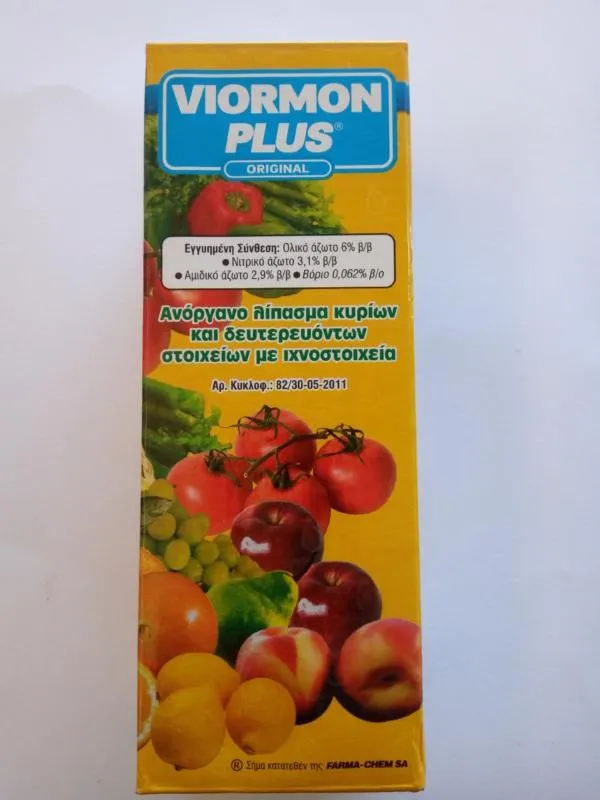 VIORMON
PLUS®
ORIGINAL
Εγγυημένη Σύνθεση: Ολικό άζωτο 6% β/β
● Νιτρικό άζωτο 3,1% β/β
● Αμιδικό άζωτο 2,9% β/β ● Βόριο 0,062% β/ο
Ανόργανο λίπασμα κυρίων
και δευτερευόντων
στοιχείων με ιχνοστοιχεία
Αρ. Κυκλοφ.: 82/30-05-2011
® Σήμα κατατεθέν της FARMA-CHEM SA